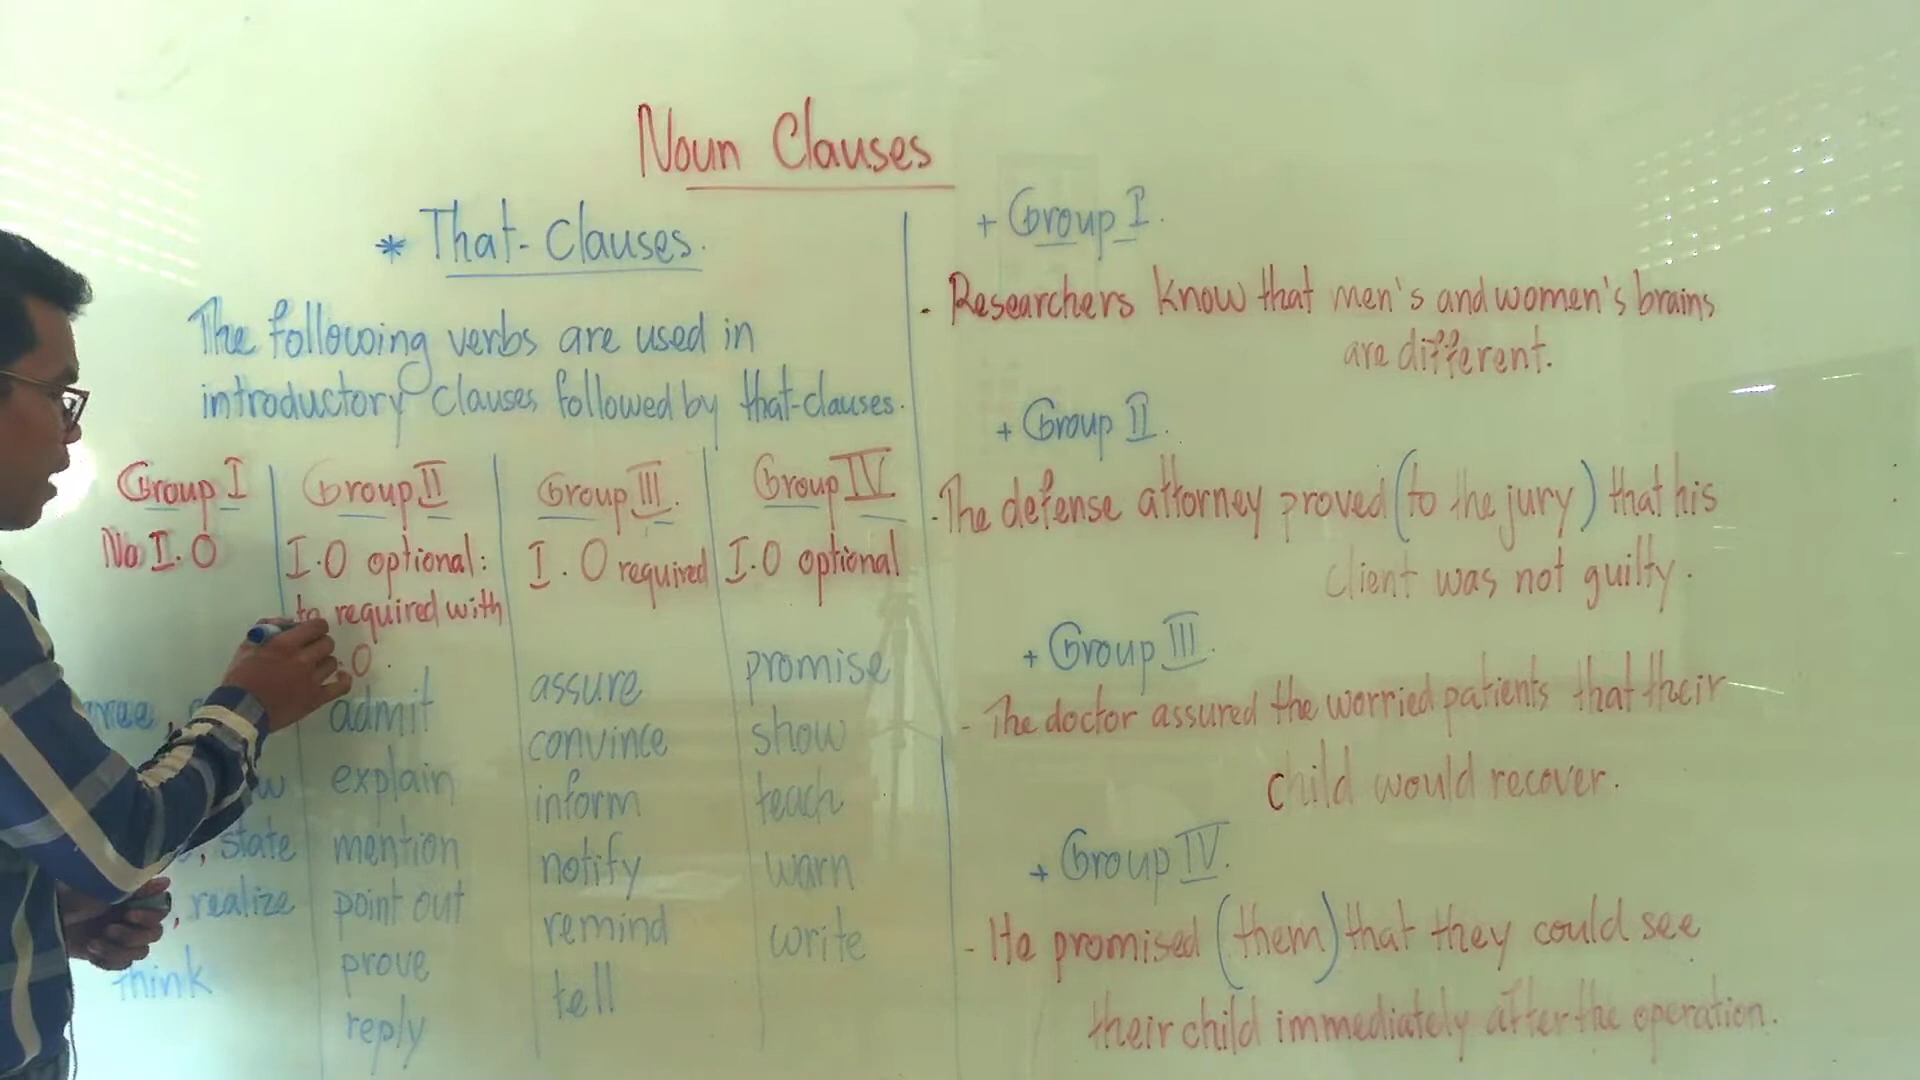 Noun Clauses
* That-Clauses.
The following verbs are used in
introductory clauses followed by that-clauses.
Group I
No I.O
state
realize
think
Group II
I.O optional:
to required with
.O.
admit
explain
mention
point out
prove
reply
Group III.
I.O required
assure
convince
inform
notify
remind
tell
Group IV
I.O optional
promise
show
teach
warn
write
+ Group I.
- Researchers know that men's and women's brains
are different.
+ Group II.
- The defense attorney proved (to the jury) that his
client was not guilty.
+ Group III.
- The doctor assured the worried patients that their
child would recover.
+ Group IV.
- He promised (them) that they could see
their child immediately after the operation.